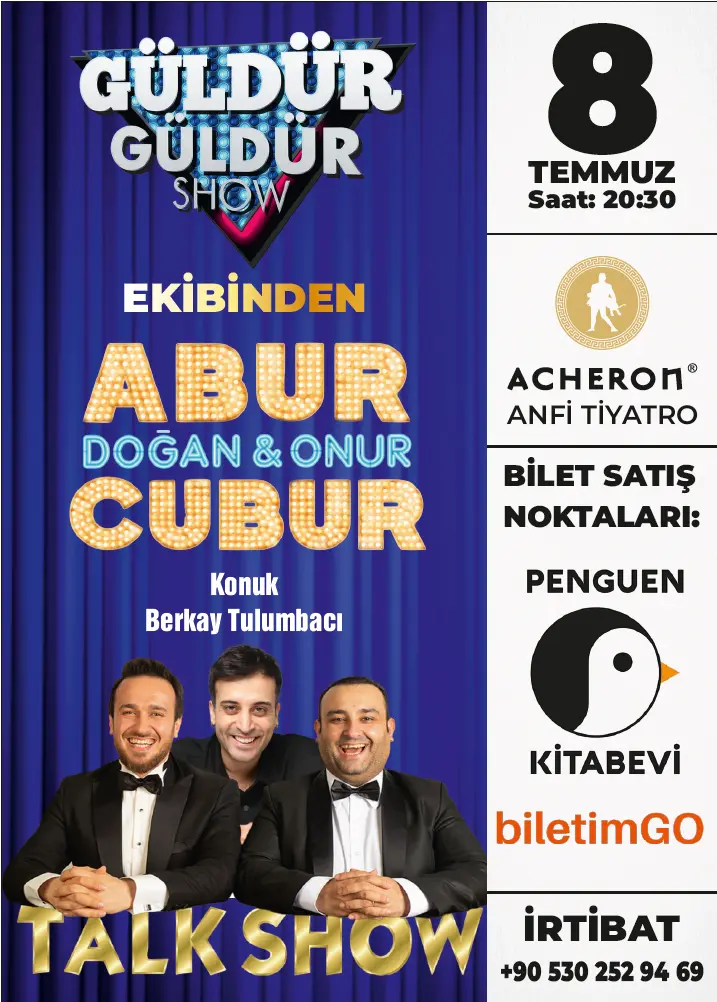 GÜLDÜR
GÜLDÜR
SHOW
EKİBİNDEN
ABUR
DOĞAN & ONUR
CUBUR
Konuk
Berkay Tulumbacı
TALK SHOW
8
TEMMUZ
Saat: 20:30
ACHERON®
ANFİ TİYATRO
BİLET SATIŞ
NOKTALARI:
PENGUEN
KİTABEVİ
biletimGO
İRTİBAT
+90 530 252 94 69